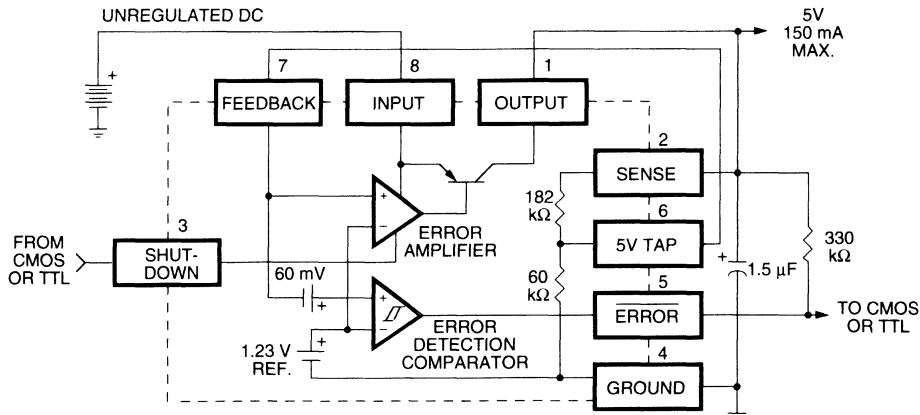 UNREGULATED DC
5V
150 mA
MAX.
7
8
1
FEEDBACK
INPUT
OUTPUT
2
SENSE
182
kΩ
6
5V TAP
330
kΩ
3
FROM
CMOS
OR TTL
SHUT-
DOWN
ERROR
AMPLIFIER
60 mV
60
kΩ
1.5 µF
5
ERROR
TO CMOS
OR TTL
ERROR
DETECTION
COMPARATOR
1.23 V
REF.
4
GROUND